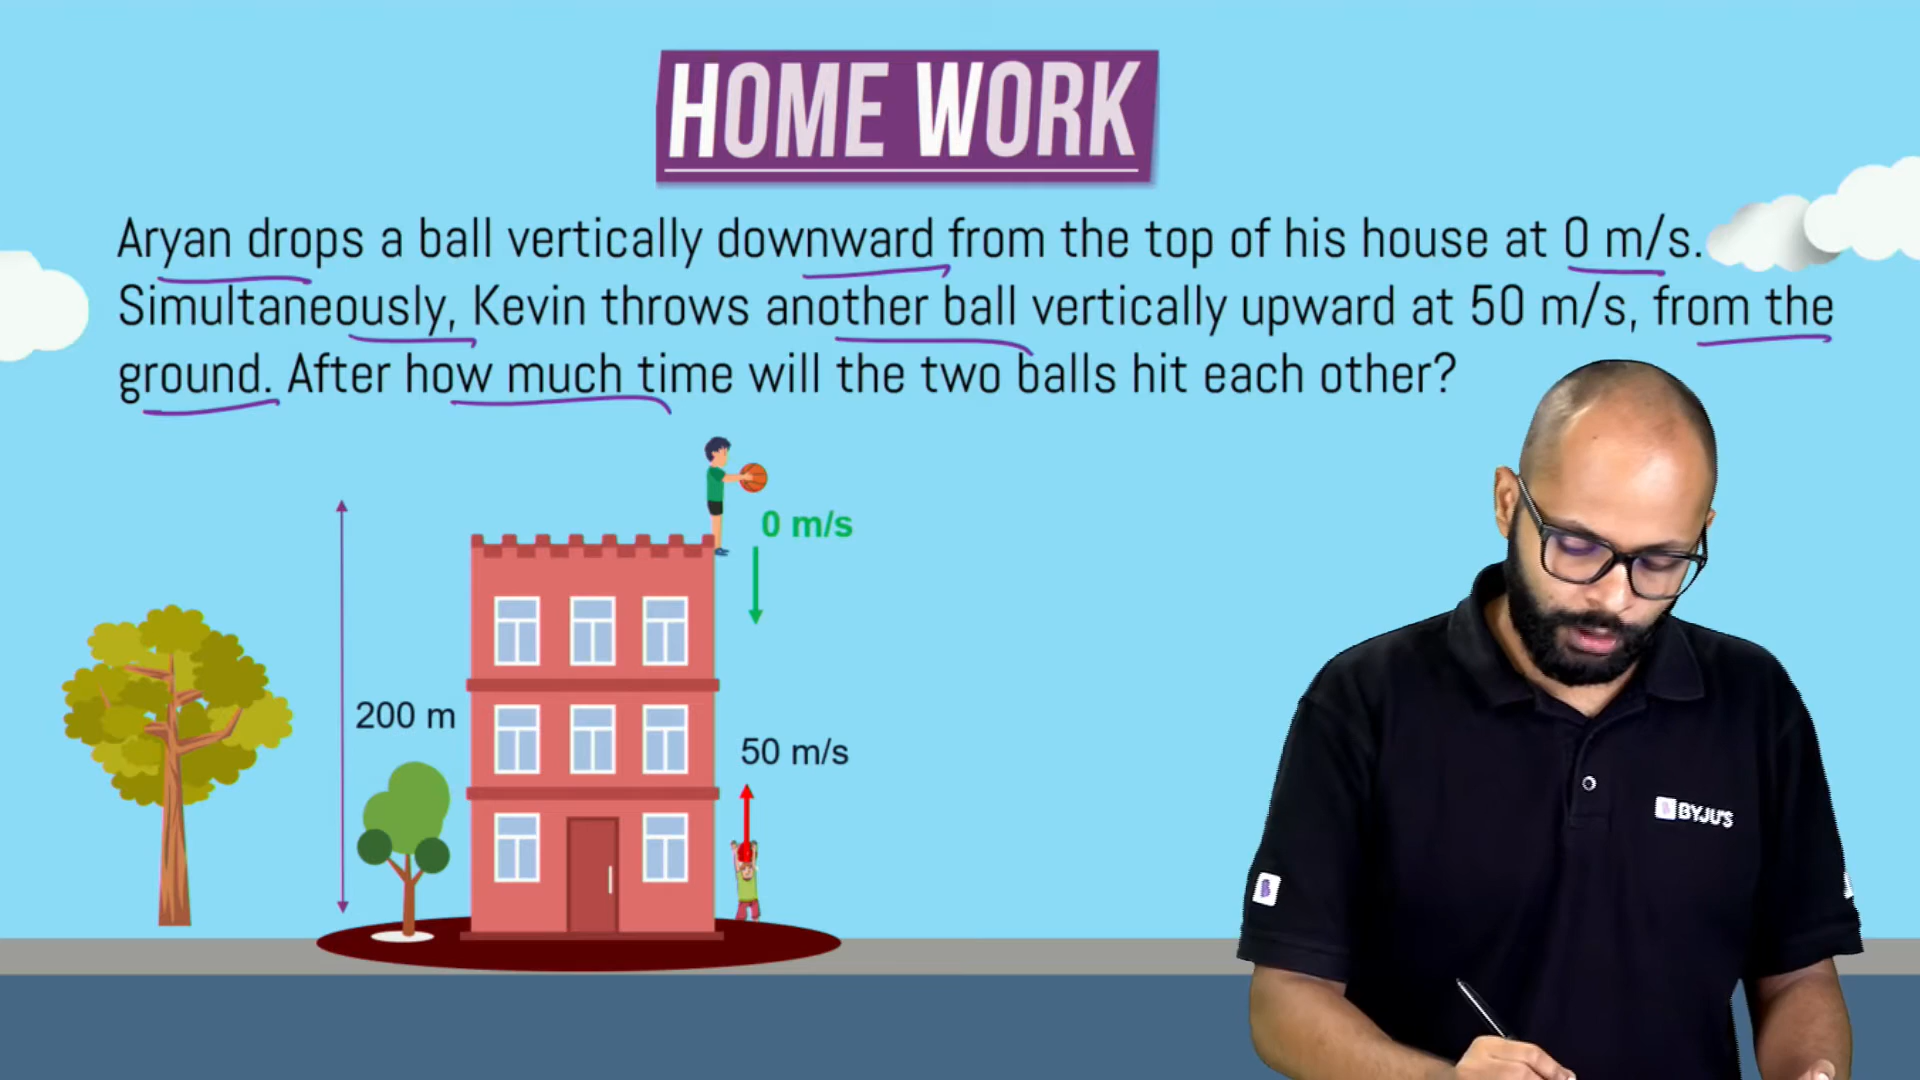 HOME WORK
Aryan drops a ball vertically downward from the top of his house at 0 m/s.
Simultaneously, Kevin throws another ball vertically upward at 50 m/s, from the
ground. After how much time will the two balls hit each other?
0 m/s
200 m
50 m/s
BYJU'S